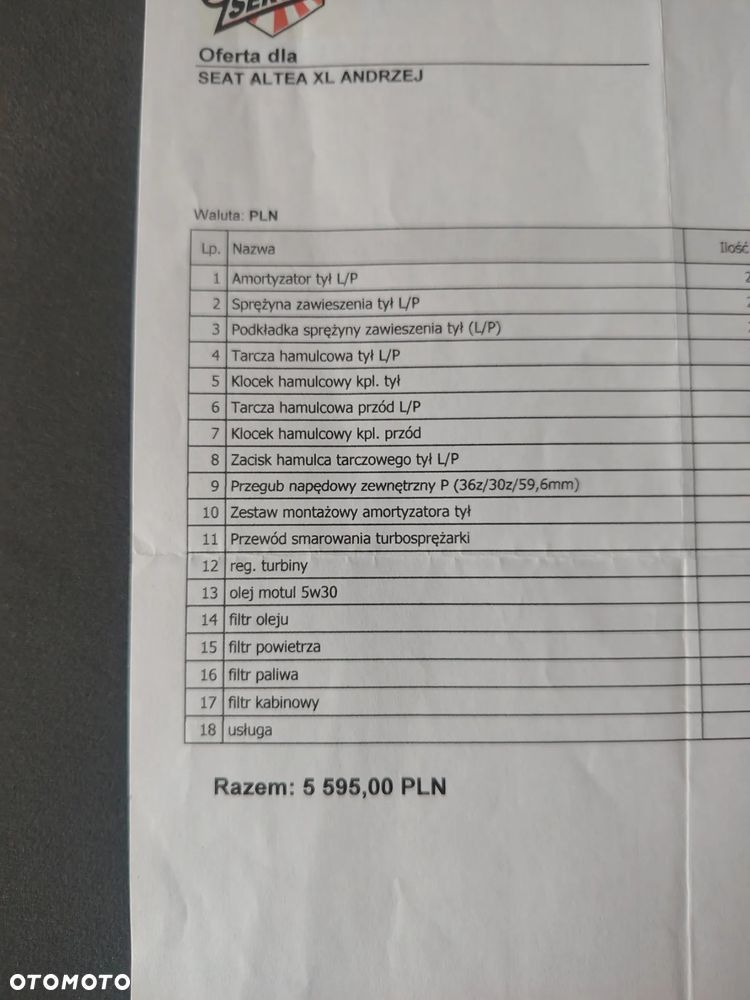 SER
Oferta dla
SEAT ALTEA XL ANDRZEJ
Waluta: PLN
Lp. Nazwa Ilość
1 Amortyzator tył L/P 2
2 Sprężyna zawieszenia tył L/P
3 Podkładka sprężyny zawieszenia tył (L/P)
4 Tarcza hamulcowa tył L/P
5 Klocek hamulcowy kpl. tył
6 Tarcza hamulcowa przód L/P
7 Klocek hamulcowy kpl. przód
8 Zacisk hamulca tarczowego tył L/P
9 Przegub napędowy zewnętrzny P (36z/30z/59,6mm)
10 Zestaw montażowy amortyzatora tył
11 Przewód smarowania turbosprężarki
12 reg. turbiny
13 olej motul 5w30
14 filtr oleju
15 filtr powietrza
16 filtr paliwa
17 filtr kabinowy
18 usługa
Razem: 5 595,00 PLN
OTOMOTO